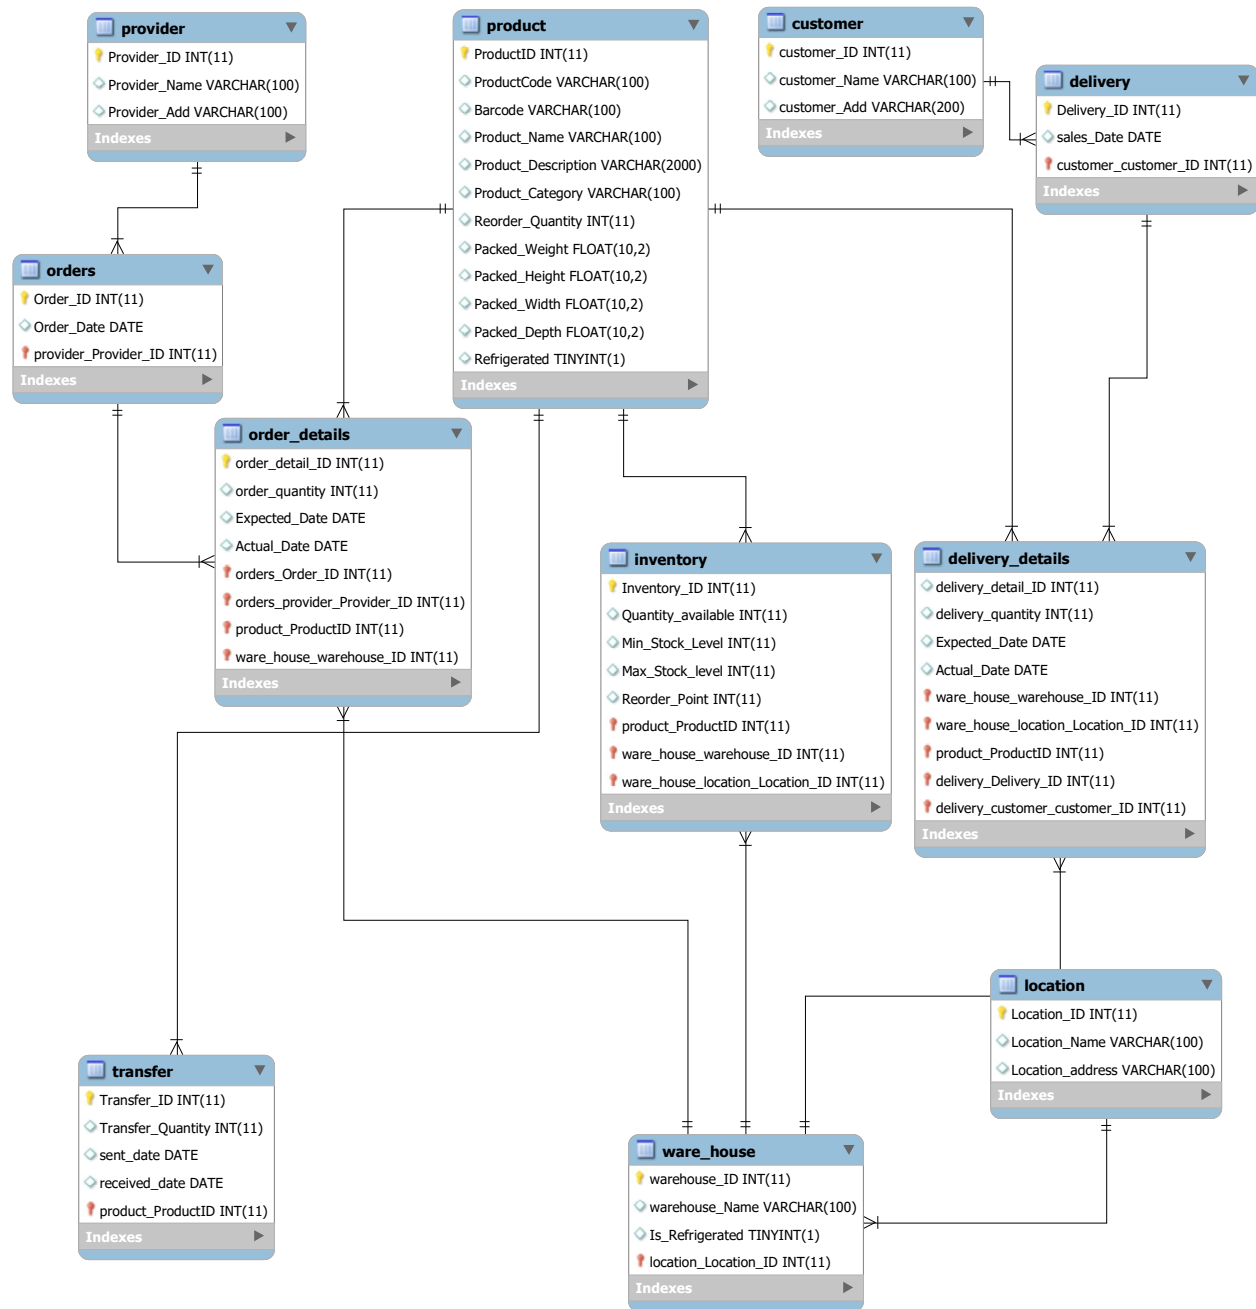 provider
Provider_ID INT(11)
Provider_Name VARCHAR(100)
Provider_Add VARCHAR(100)
Indexes
product
ProductID INT(11)
ProductCode VARCHAR(100)
Barcode VARCHAR(100)
Product_Name VARCHAR(100)
Product_Description VARCHAR(2000)
Product_Category VARCHAR(100)
Reorder_Quantity INT(11)
Packed_Weight FLOAT(10,2)
Packed_Height FLOAT(10,2)
Packed_Width FLOAT(10,2)
Packed_Depth FLOAT(10,2)
Refrigerated TINYINT(1)
Indexes
customer
customer_ID INT(11)
customer_Name VARCHAR(100)
customer_Add VARCHAR(200)
Indexes
delivery
Delivery_ID INT(11)
sales_Date DATE
customer_customer_ID INT(11)
Indexes
orders
Order_ID INT(11)
Order_Date DATE
provider_Provider_ID INT(11)
Indexes
order_details
order_detail_ID INT(11)
order_quantity INT(11)
Expected_Date DATE
Actual_Date DATE
orders_Order_ID INT(11)
orders_provider_Provider_ID INT(11)
product_ProductID INT(11)
ware_house_warehouse_ID INT(11)
Indexes
inventory
Inventory_ID INT(11)
Quantity_available INT(11)
Min_Stock_Level INT(11)
Max_Stock_level INT(11)
Reorder_Point INT(11)
product_ProductID INT(11)
ware_house_warehouse_ID INT(11)
ware_house_location_Location_ID INT(11)
Indexes
delivery_details
delivery_detail_ID INT(11)
delivery_quantity INT(11)
Expected_Date DATE
Actual_Date DATE
ware_house_warehouse_ID INT(11)
ware_house_location_Location_ID INT(11)
product_ProductID INT(11)
delivery_Delivery_ID INT(11)
delivery_customer_customer_ID INT(11)
Indexes
location
Location_ID INT(11)
Location_Name VARCHAR(100)
Location_address VARCHAR(100)
Indexes
transfer
Transfer_ID INT(11)
Transfer_Quantity INT(11)
sent_date DATE
received_date DATE
product_ProductID INT(11)
Indexes
ware_house
warehouse_ID INT(11)
warehouse_Name VARCHAR(100)
Is_Refrigerated TINYINT(1)
location_Location_ID INT(11)
Indexes